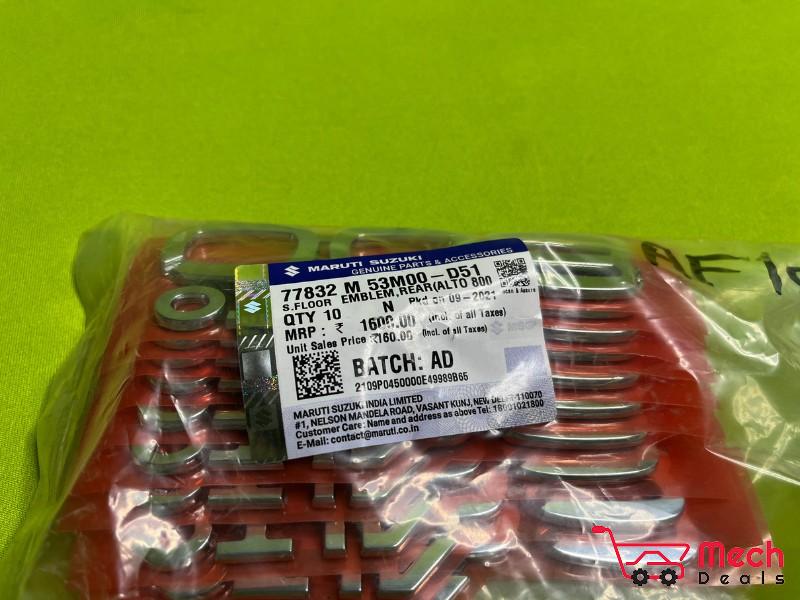 MARUTI SUZUKI
GENUINE PARTS & ACCESSORIES
77832 M 53M00-D51
S.FLOOR EMBLEM,REAR(ALTO 800
QTY 10 N Pkd on 09-2021
MRP : ₹ 1600.00 (Incl. of all Taxes)
Unit Sales Price ₹160.00 (Incl. of all Taxes)
Scan & Assure
BATCH: AD
2109P0450000E49989B65
MARUTI SUZUKI INDIA LIMITED
#1, NELSON MANDELA ROAD, VASANT KUNJ, NEW DELHI-110070
Customer Care: Name and address as above Tel: 18001021800
E-Mail: contact@maruti.co.in
Mech
Deals